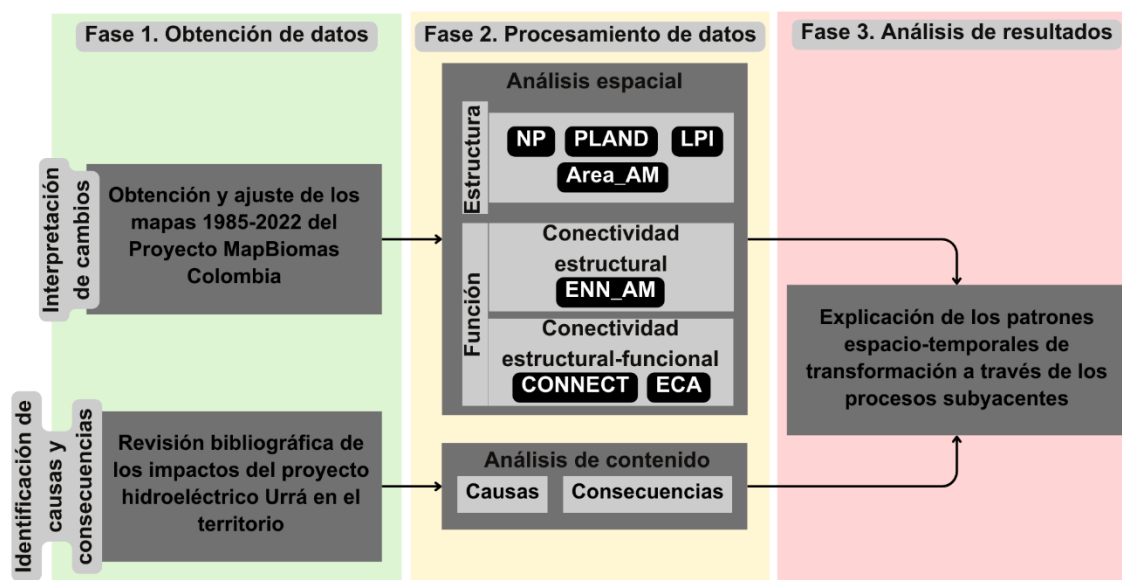 Fase 1. Obtención de datos
Fase 2. Procesamiento de datos
Fase 3. Análisis de resultados
Interpretación
de cambios
Obtención y ajuste de los
mapas 1985-2022 del
Proyecto MapBiomas
Colombia
Análisis espacial
Estructura
NP PLAND LPI
Area_AM
Función
Conectividad
estructural
ENN_AM
Conectividad
estructural-funcional
CONNECT ECA
Explicación de los patrones
espacio-temporales de
transformación a través de los
procesos subyacentes
Identificación de
causas y
consecuencias
Revisión bibliográfica de
los impactos del proyecto
hidroeléctrico Urrá en el
territorio
Análisis de contenido
Causas Consecuencias